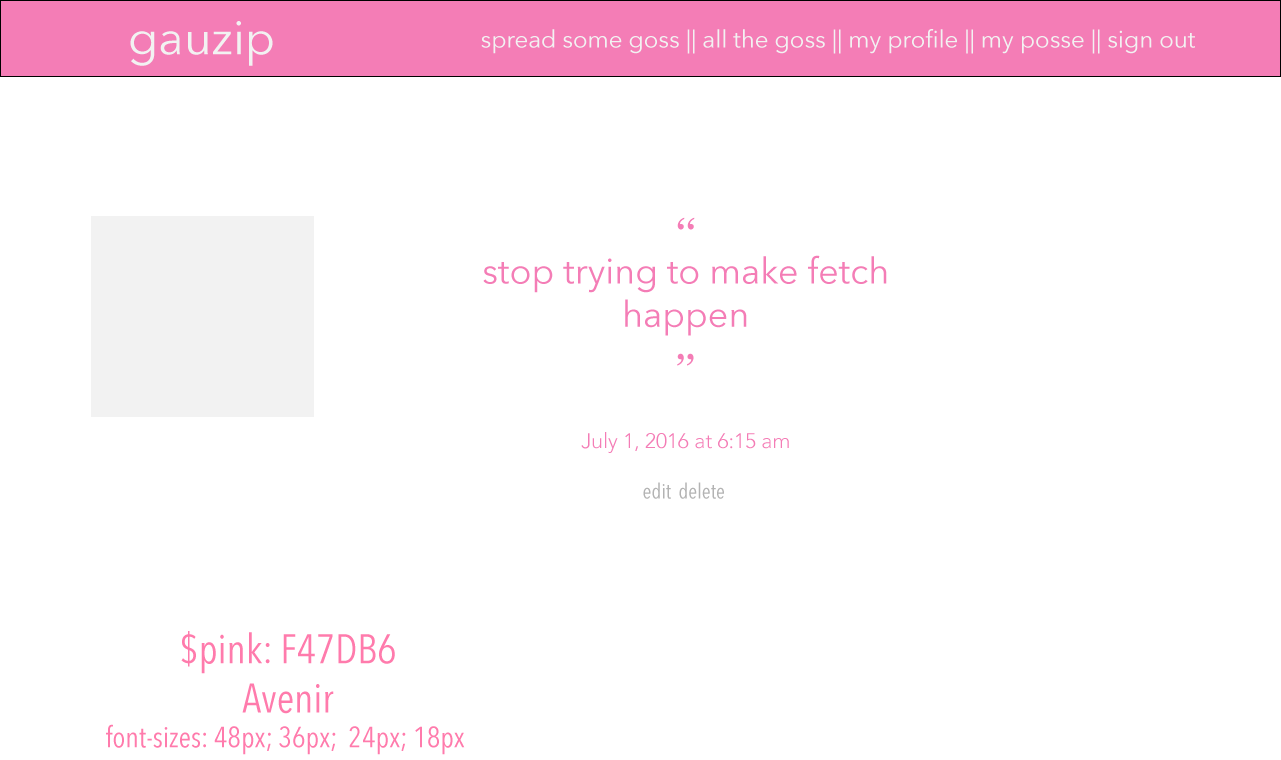 gauzip
spread some goss || all the goss || my profile || my posse || sign out
“
stop trying to make fetch
happen
”
July 1, 2016 at 6:15 am
edit delete
$pink: F47DB6
Avenir
font-sizes: 48px; 36px; 24px; 18px